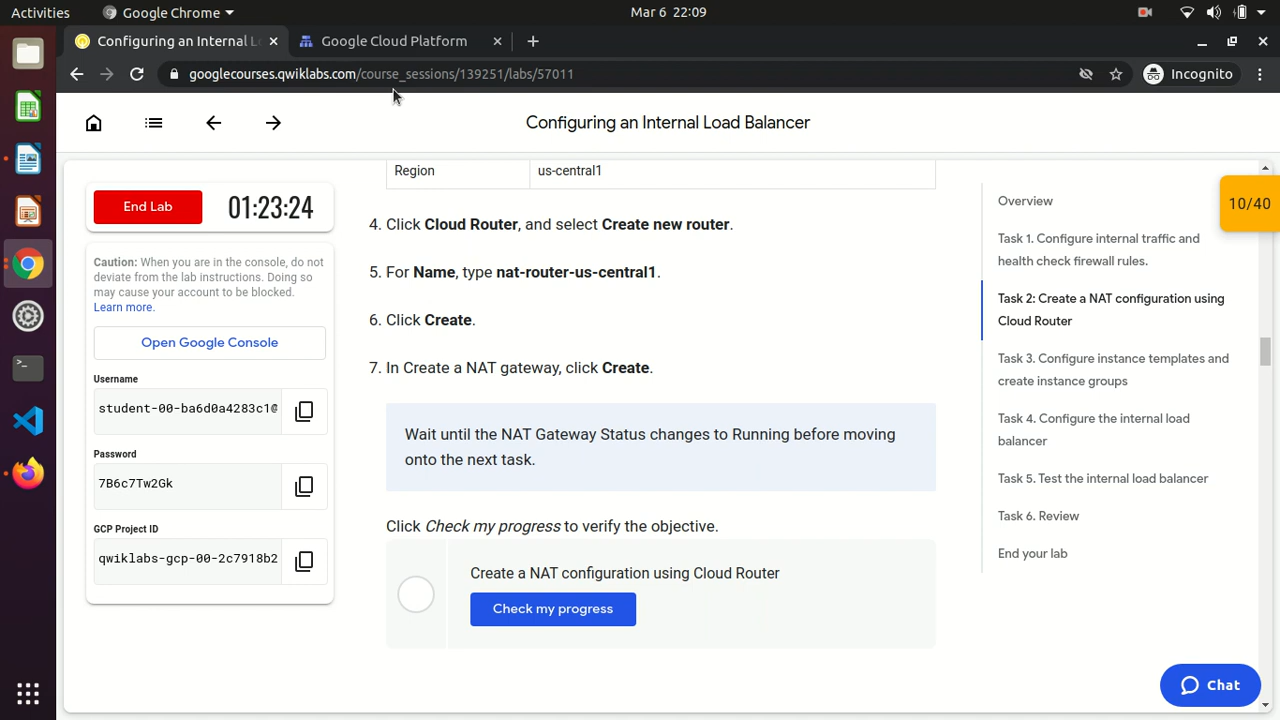 Activities
Google Chrome
Mar 6 22:09
Configuring an Internal L
Google Cloud Platform
googlecourses.qwiklabs.com/course_sessions/139251/labs/57011
Incognito
Configuring an Internal Load Balancer
End Lab
01:23:24
Caution: When you are in the console, do not
deviate from the lab instructions. Doing so
may cause your account to be blocked.
Learn more.
Open Google Console
Username
student-00-ba6d0a4283c1@
Password
7B6c7Tw2Gk
GCP Project ID
qwiklabs-gcp-00-2c7918b2
Region us-central1
4. Click Cloud Router, and select Create new router.
5. For Name, type nat-router-us-central1.
6. Click Create.
7. In Create a NAT gateway, click Create.
Wait until the NAT Gateway Status changes to Running before moving
onto the next task.
Click Check my progress to verify the objective.
Create a NAT configuration using Cloud Router
Check my progress
Overview
Task 1. Configure internal traffic and
health check firewall rules.
Task 2: Create a NAT configuration using
Cloud Router
Task 3. Configure instance templates and
create instance groups
Task 4. Configure the internal load
balancer
Task 5. Test the internal load balancer
Task 6. Review
End your lab
10/40
Chat